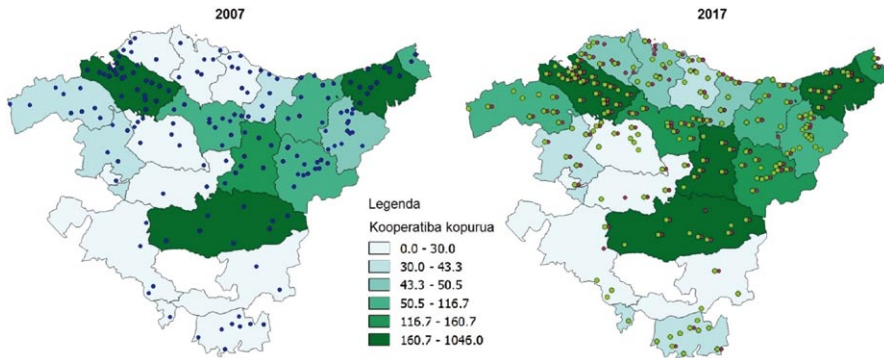 2007
2017
Legenda
Kooperatiba kopurua
0.0 - 30.0
30.0 - 43.3
43.3 - 50.5
50.5 - 116.7
116.7 - 160.7
160.7 - 1046.0